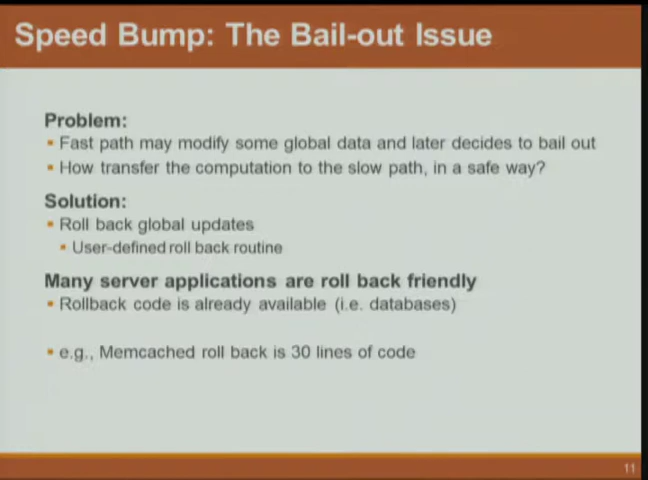 Speed Bump: The Bail-out Issue
Problem:
▪ Fast path may modify some global data and later decides to bail out
▪ How transfer the computation to the slow path, in a safe way?
Solution:
▪ Roll back global updates
▪ User-defined roll back routine
Many server applications are roll back friendly
▪ Rollback code is already available (i.e. databases)
▪ e.g., Memcached roll back is 30 lines of code
11